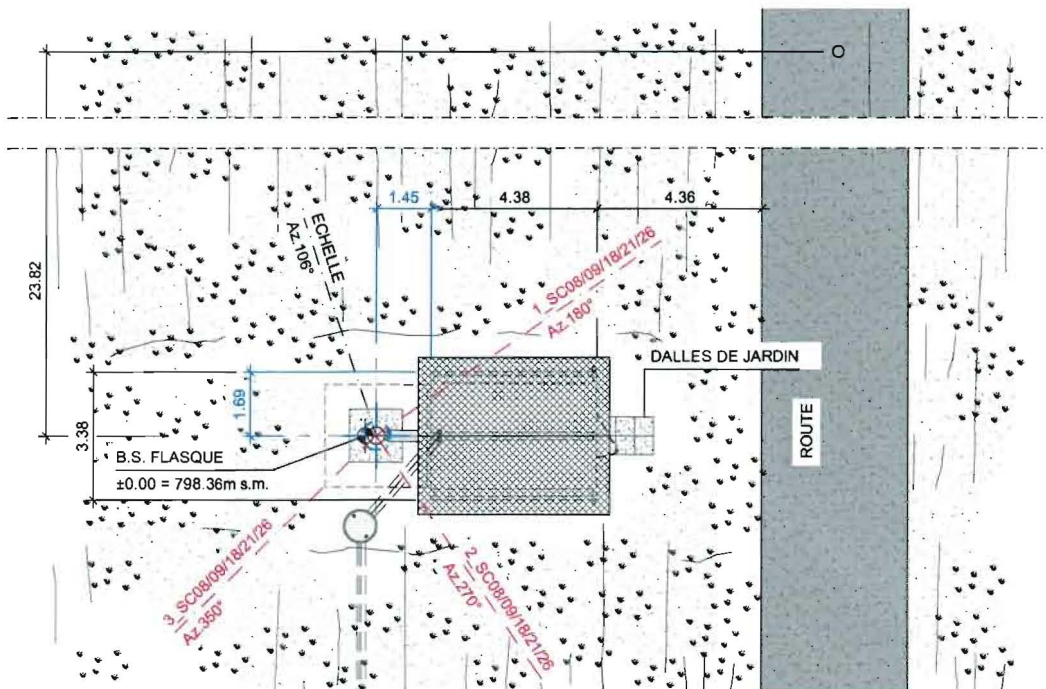 1.45
4.38
4.36
ECHELLE
Az.106°
1_SC08/09/18/21/26
Az.180°
23.82
DALLES DE JARDIN
1.69
3.38
B.S. FLASQUE
±0.00 = 798.36m s.m.
ROUTE
3_SC08/09/18/21/26
Az.350°
2_SC08/09/18/21/26
Az.270°